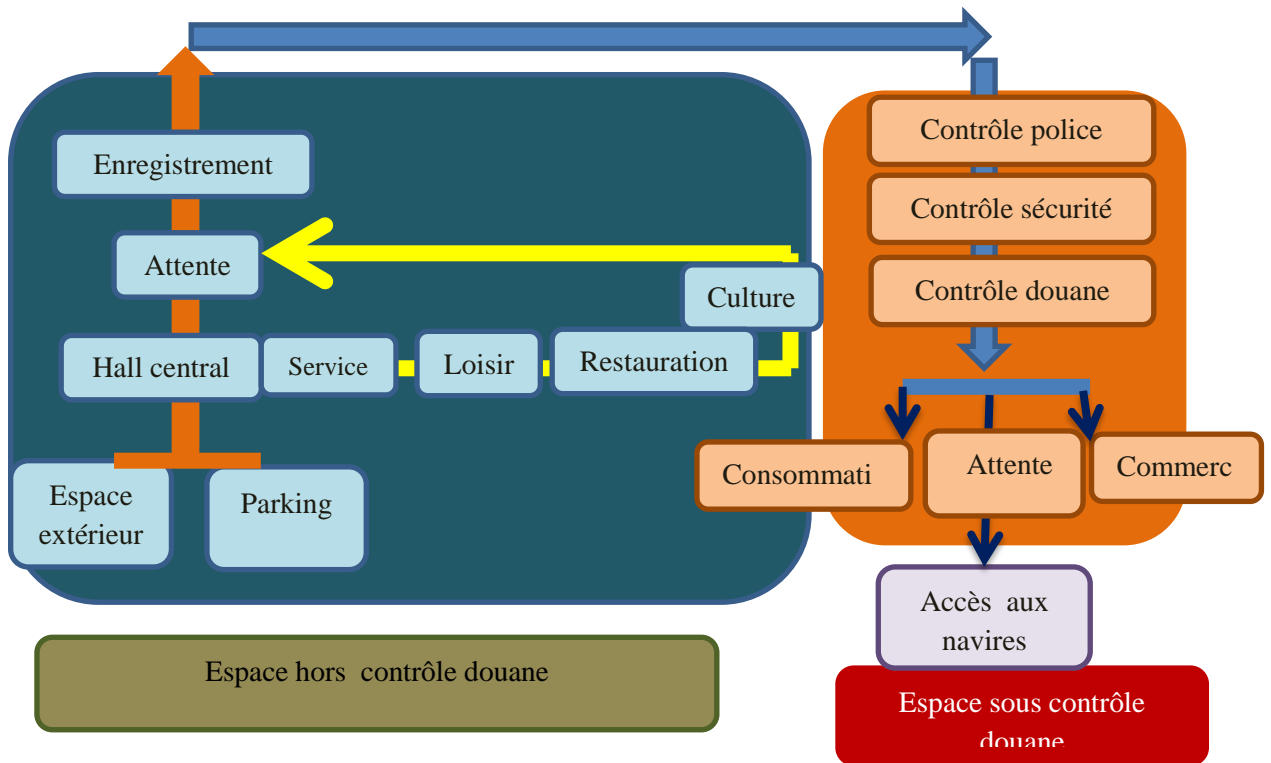 Enregistrement
Attente
Hall central
Service
Loisir
Restauration
Culture
Espace
extérieur
Parking
Espace hors contrôle douane
Contrôle police
Contrôle sécurité
Contrôle douane
Consommati
Attente
Commerc
Accès aux
navires
Espace sous contrôle
douane